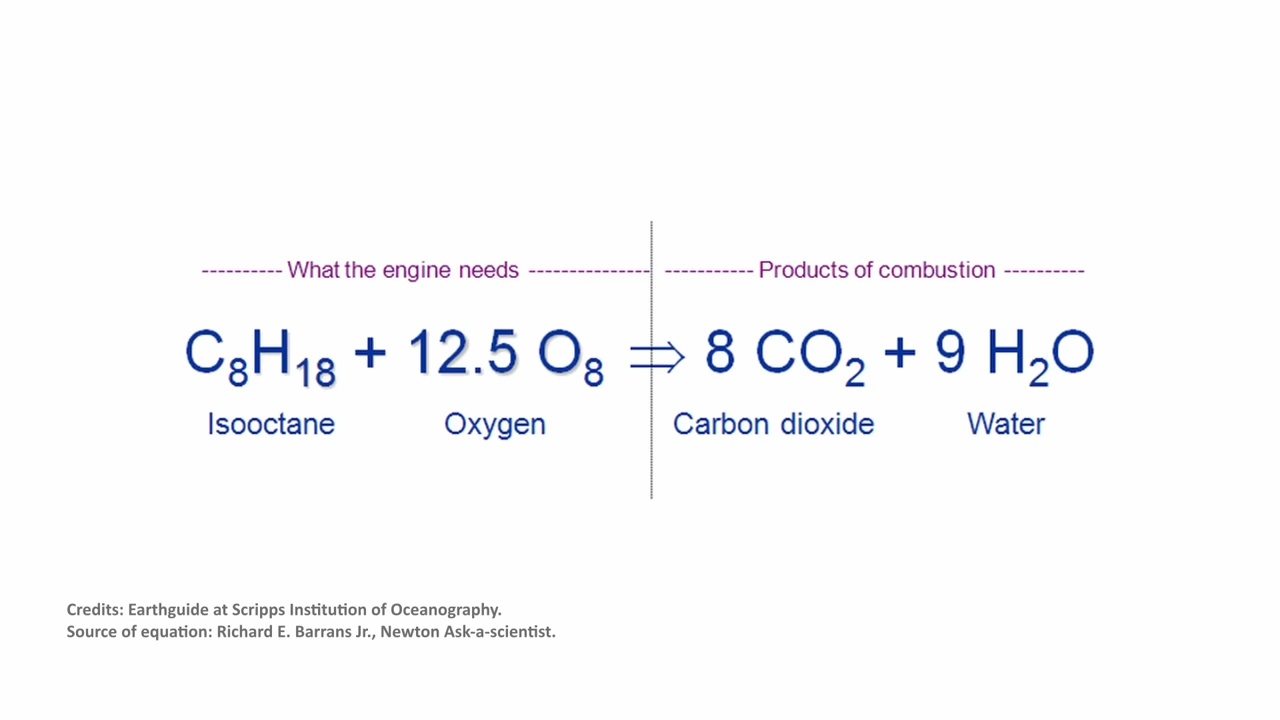 ---------- What the engine needs --------------- ----------- Products of combustion ----------
C₈H₁₈ + 12.5 O₈ ⇒ 8 CO₂ + 9 H₂O
Isooctane Oxygen Carbon dioxide Water
Credits: Earthguide at Scripps Institution of Oceanography.
Source of equation: Richard E. Barrans Jr., Newton Ask-a-scientist.